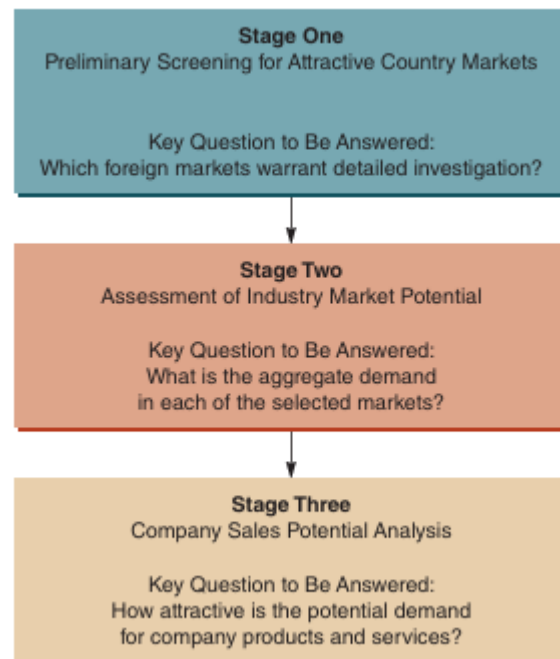 Stage One
Preliminary Screening for Attractive Country Markets
Key Question to Be Answered:
Which foreign markets warrant detailed investigation?
Stage Two
Assessment of Industry Market Potential
Key Question to Be Answered:
What is the aggregate demand
in each of the selected markets?
Stage Three
Company Sales Potential Analysis
Key Question to Be Answered:
How attractive is the potential demand
for company products and services?